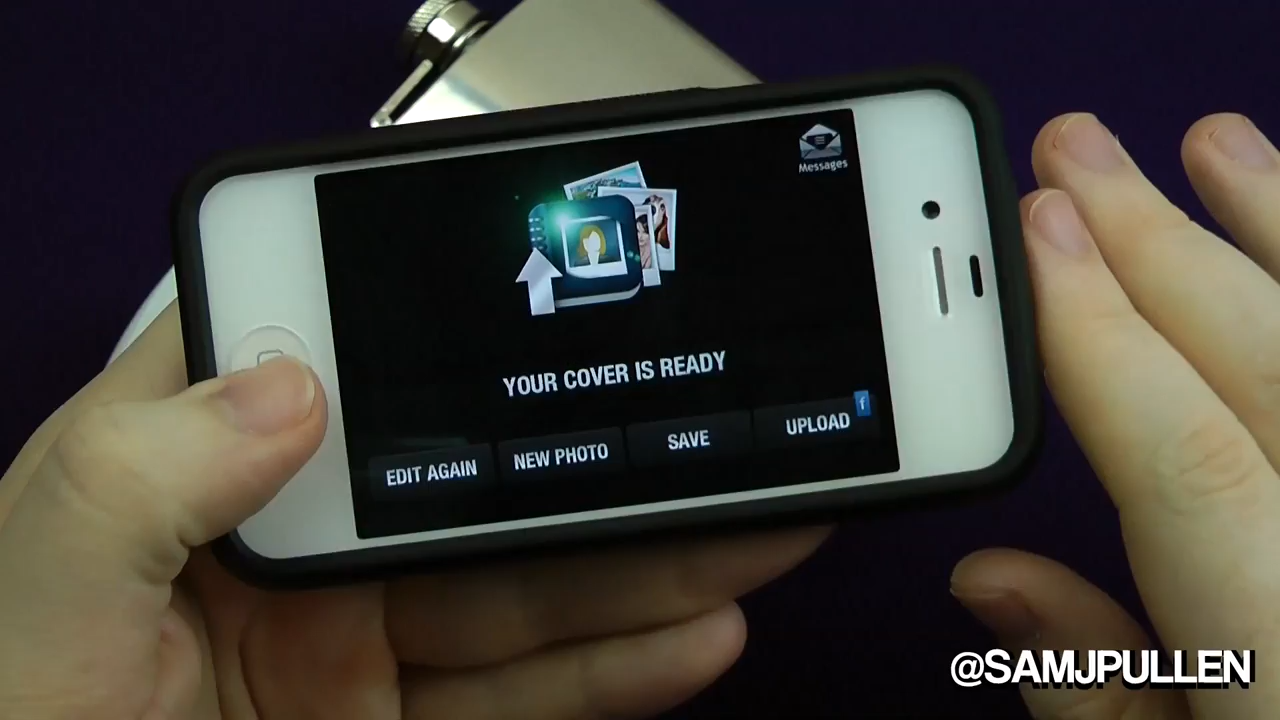 Messages
YOUR COVER IS READY
EDIT AGAIN
NEW PHOTO
SAVE
UPLOAD
f
@SAMJPULLEN